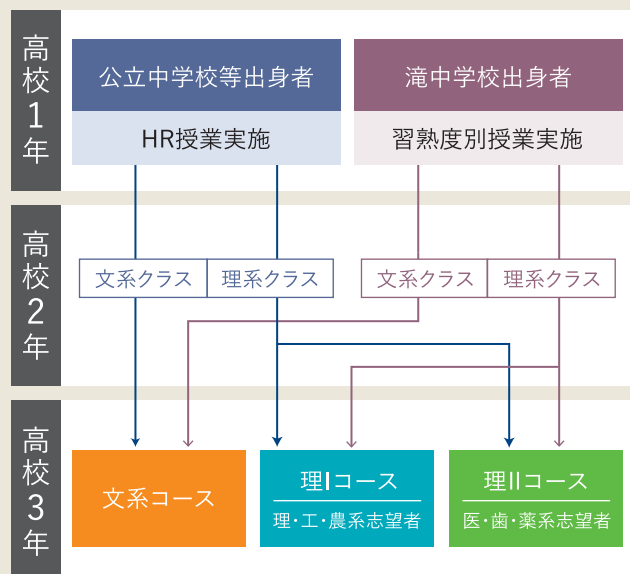 高校1年
公立中学校等出身者
HR授業実施
滝中学校出身者
習熟度別授業実施
高校2年
文系クラス
理系クラス
文系クラス
理系クラス
高校3年
文系コース
理Iコース
理・工・農系志望者
理IIコース
医・歯・薬系志望者